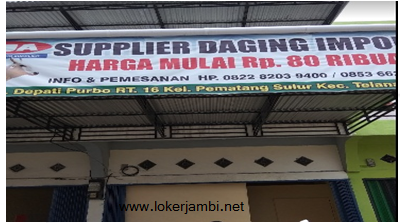 SUPPLIER DAGING IMPO
HARGA MULAI Rp. 80 RIBUA
INFO & PEMESANAN HP. 0822 8203 9400 / 0853 66
Depati Purbo RT. 16 Kel. Pematang Sulur Kec. Telana
www.lokerjambi.net